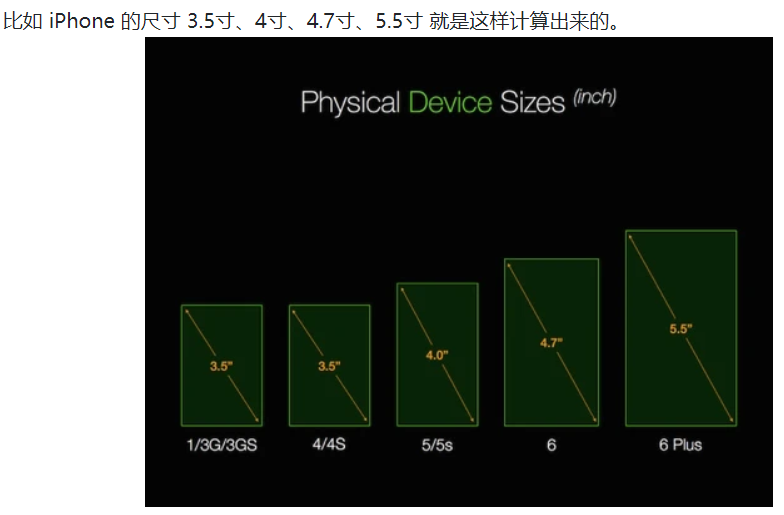 比如 iPhone 的尺寸 3.5寸、4寸、4.7寸、5.5寸 就是这样计算出来的。
Physical Device Sizes (inch)
3.5" 3.5" 4.0" 4.7" 5.5"
1/3G/3GS 4/4S 5/5s 6 6 Plus